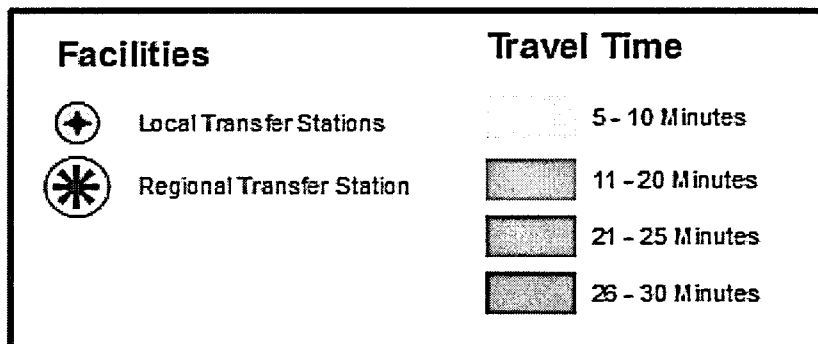 Facilities
Local Transfer Stations
Regional Transfer Station
Travel Time
5 - 10 Minutes
11 - 20 Minutes
21 - 25 Minutes
26 - 30 Minutes